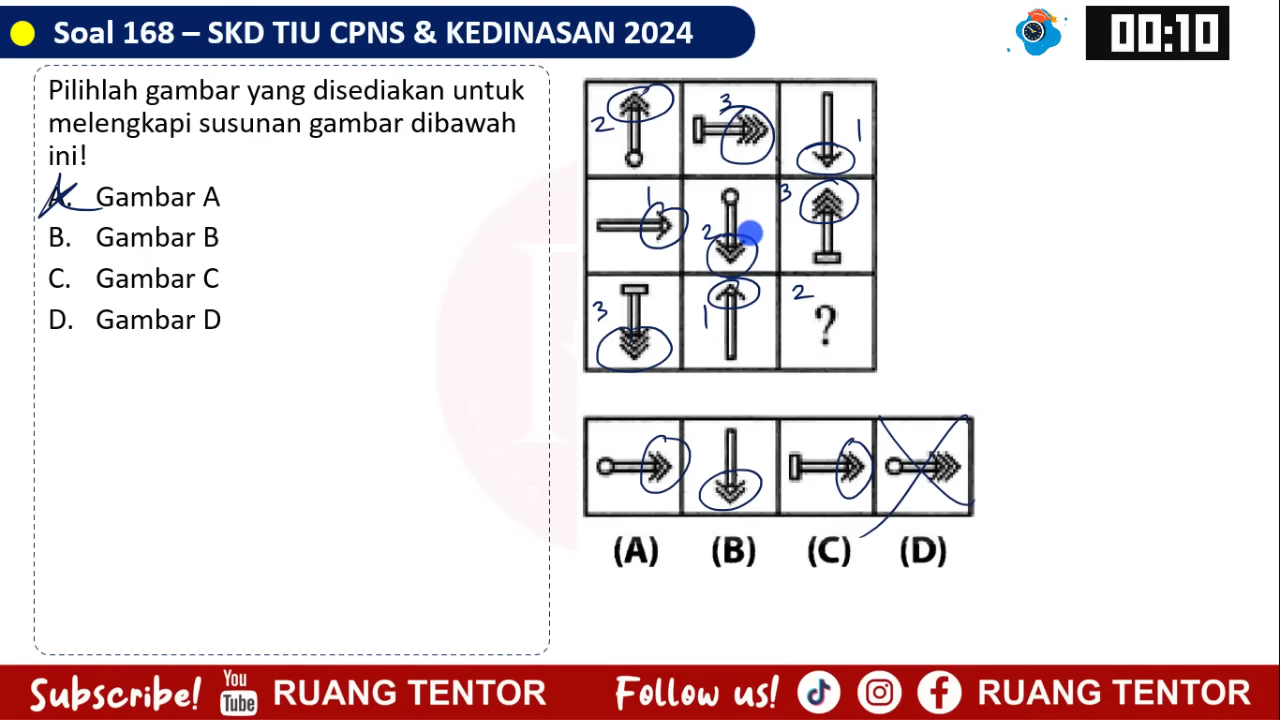 Soal 168 – SKD TIU CPNS & KEDINASAN 2024
00:10
Pilihlah gambar yang disediakan untuk
melengkapi susunan gambar dibawah
ini!
A. Gambar A
B. Gambar B
C. Gambar C
D. Gambar D
2 3 1
1 2 3
3 1 2
?
(A) (B) (C) (D)
Subscribe! You Tube RUANG TENTOR Follow us! RUANG TENTOR